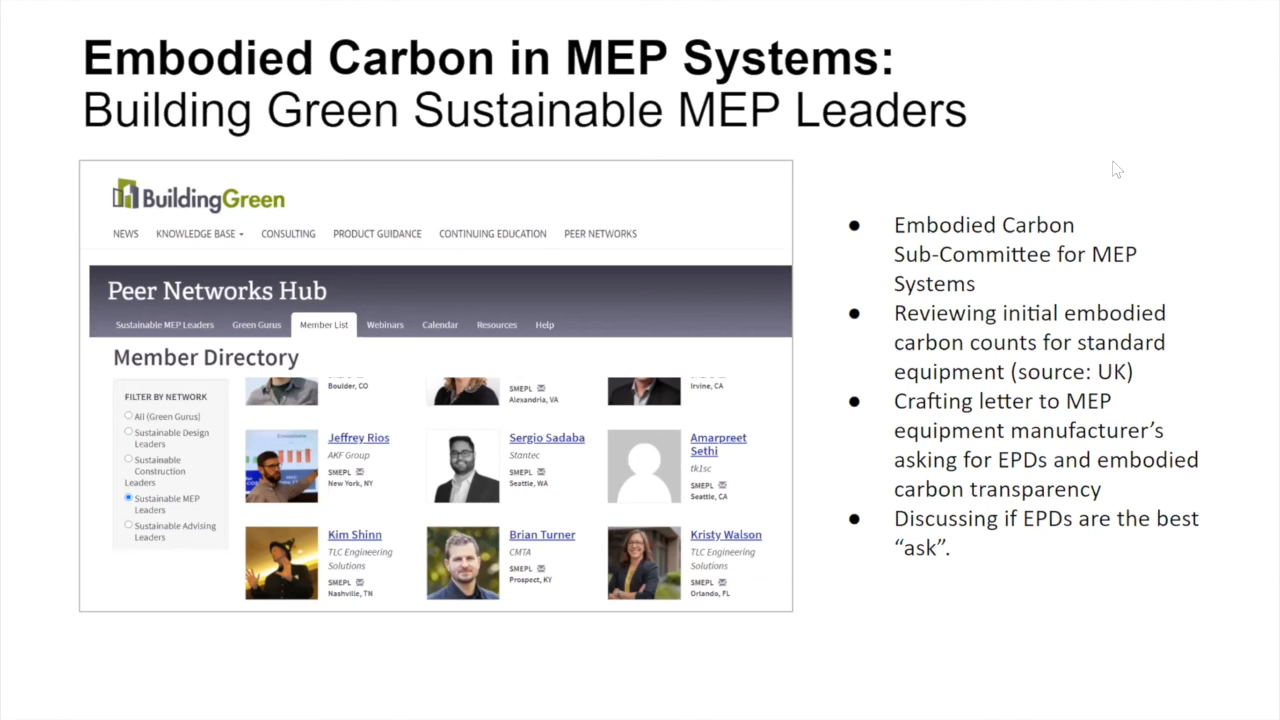 Embodied Carbon in MEP Systems:
Building Green Sustainable MEP Leaders
BuildingGreen
NEWS KNOWLEDGE BASE CONSULTING PRODUCT GUIDANCE CONTINUING EDUCATION PEER NETWORKS
Peer Networks Hub
Sustainable MEP Leaders Green Gurus Member List Webinars Calendar Resources Help
Member Directory
FILTER BY NETWORK
All (Green Gurus)
Sustainable Design
Leaders
Sustainable
Construction
Leaders
Sustainable MEP
Leaders
Sustainable Advising
Leaders
Boulder, CO
SMEPL
Alexandria, VA
Irvine, CA
Jeffrey Rios
AKF Group
SMEPL
New York, NY
Sergio Sadaba
Stantec
SMEPL
Seattle, WA
Amarpreet
Sethi
tk1sc
SMEPL
Seattle, CA
Kim Shinn
TLC Engineering
Solutions
SMEPL
Nashville, TN
Brian Turner
CMTA
SMEPL
Prospect, KY
Kristy Walson
TLC Engineering
Solutions
SMEPL
Orlando, FL
● Embodied Carbon
Sub-Committee for MEP
Systems
● Reviewing initial embodied
carbon counts for standard
equipment (source: UK)
● Crafting letter to MEP
equipment manufacturer’s
asking for EPDs and embodied
carbon transparency
● Discussing if EPDs are the best
“ask”.